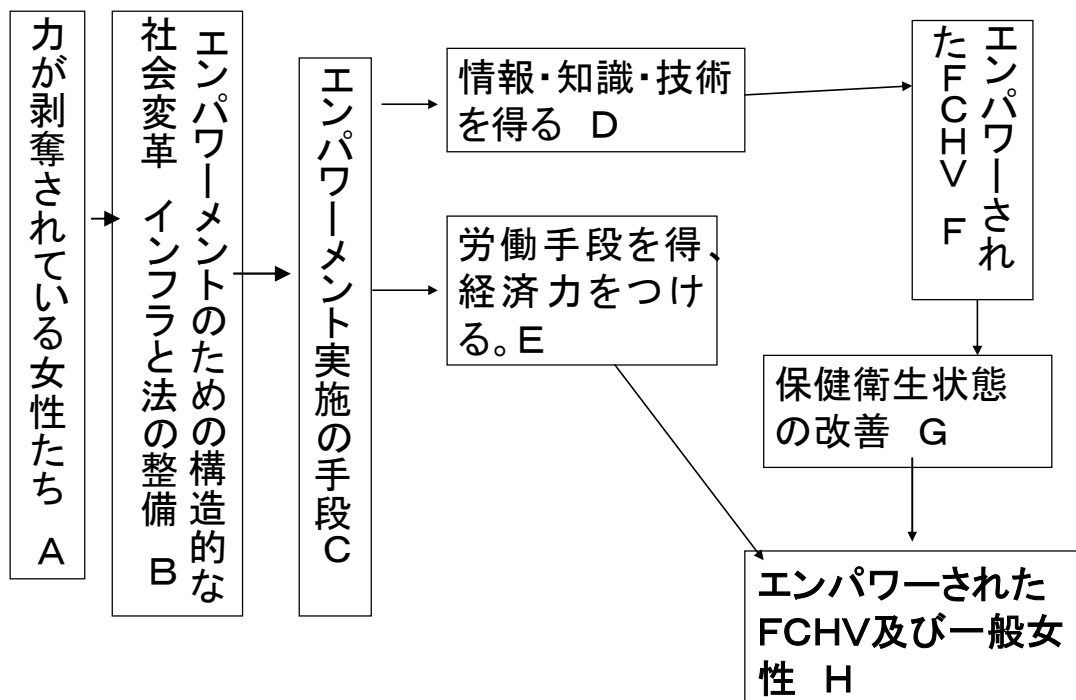 力が剥奪されている女性たち A
エンパワーメントのための構造的な
社会変革 インフラと法の整備 B
エンパワーメント実施の手段C
情報・知識・技術
を得る D
労働手段を得、
経済力をつけ
る。E
エンパワーされ
たFCHV F
保健衛生状態
の改善 G
エンパワーされた
FCHV及び一般女
性 H